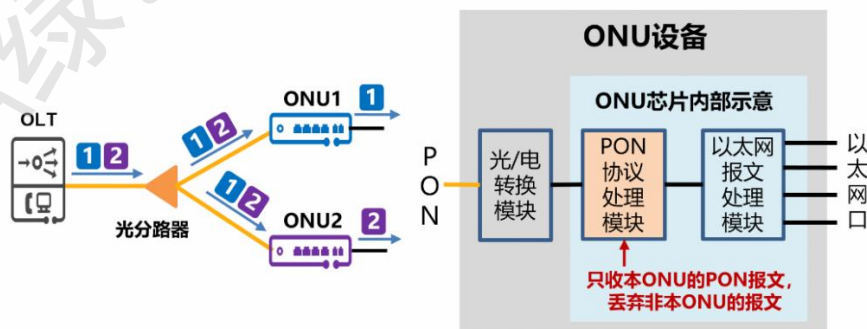 OLT
1 2
光分路器
1 2
ONU1
1
1 2
ONU2
2
ONU设备
ONU芯片内部示意
P
O
N
光/电
转换
模块
PON
协议
处理
模块
以太网
报文
处理
模块
以
太
网
口
只收本ONU的PON报文，
丢弃非本ONU的报文